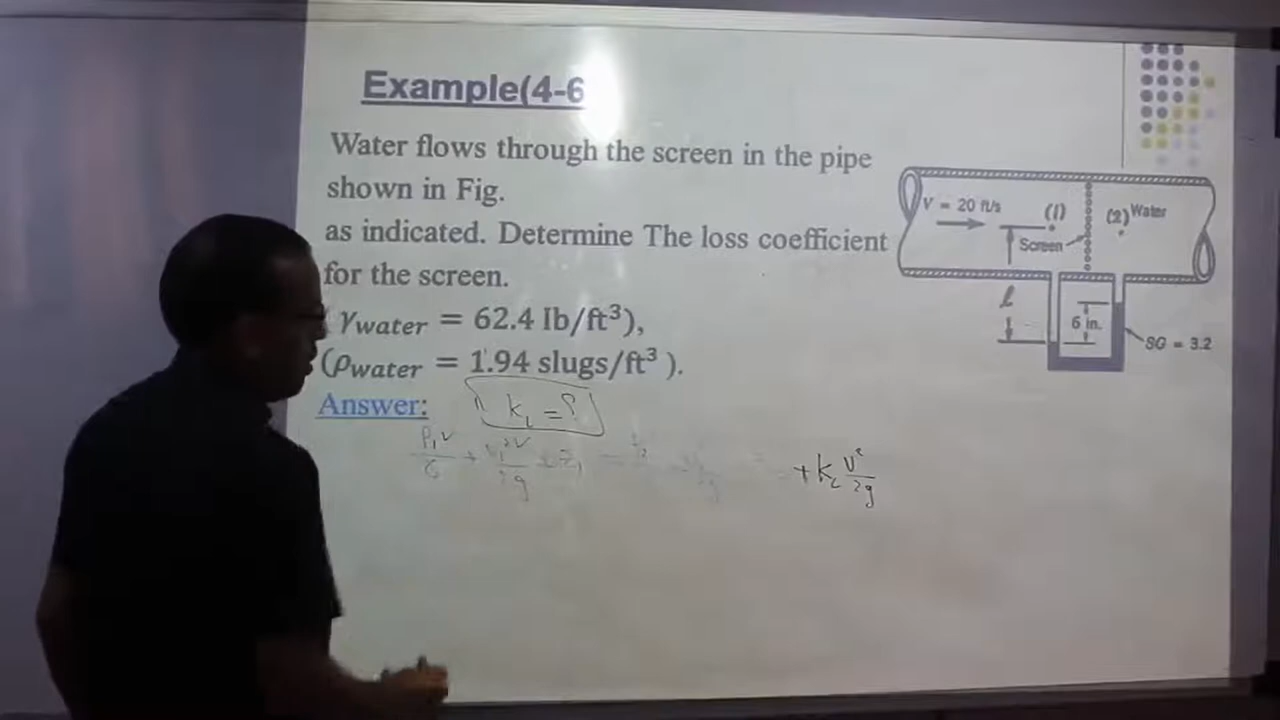 Example(4-6
Water flows through the screen in the pipe
shown in Fig.
as indicated. Determine The loss coefficient
for the screen.
γwater = 62.4 Ib/ft³),
(ρwater = 1.94 slugs/ft³ ).
Answer:
K_L = ?
+ K_L V²/2g
V = 20 ft/s
(1)
(2)
Water
Screen
l
6 in.
SG = 3.2